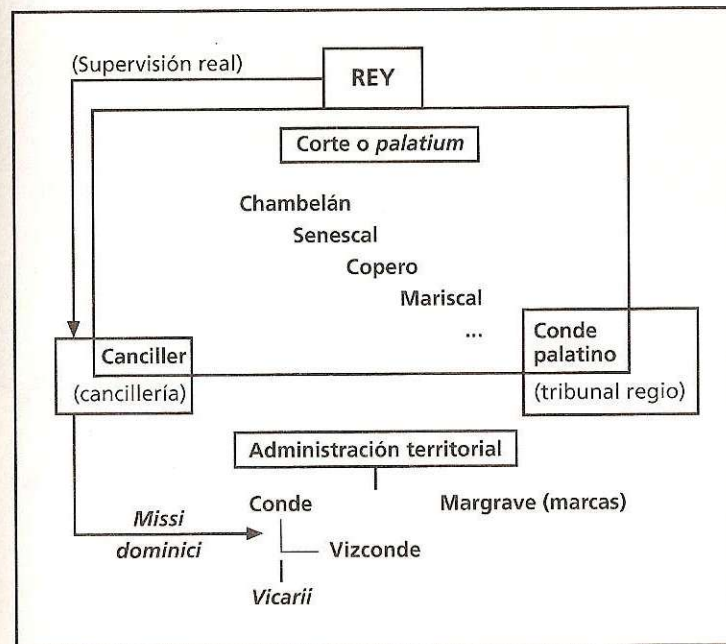 (Supervisión real)
REY
Corte o palatium
Chambelán
Senescal
Copero
Mariscal
...
Canciller
(cancillería)
Conde
palatino
(tribunal regio)
Administración territorial
Conde
Margrave (marcas)
Missi
dominici
Vizconde
Vicarii